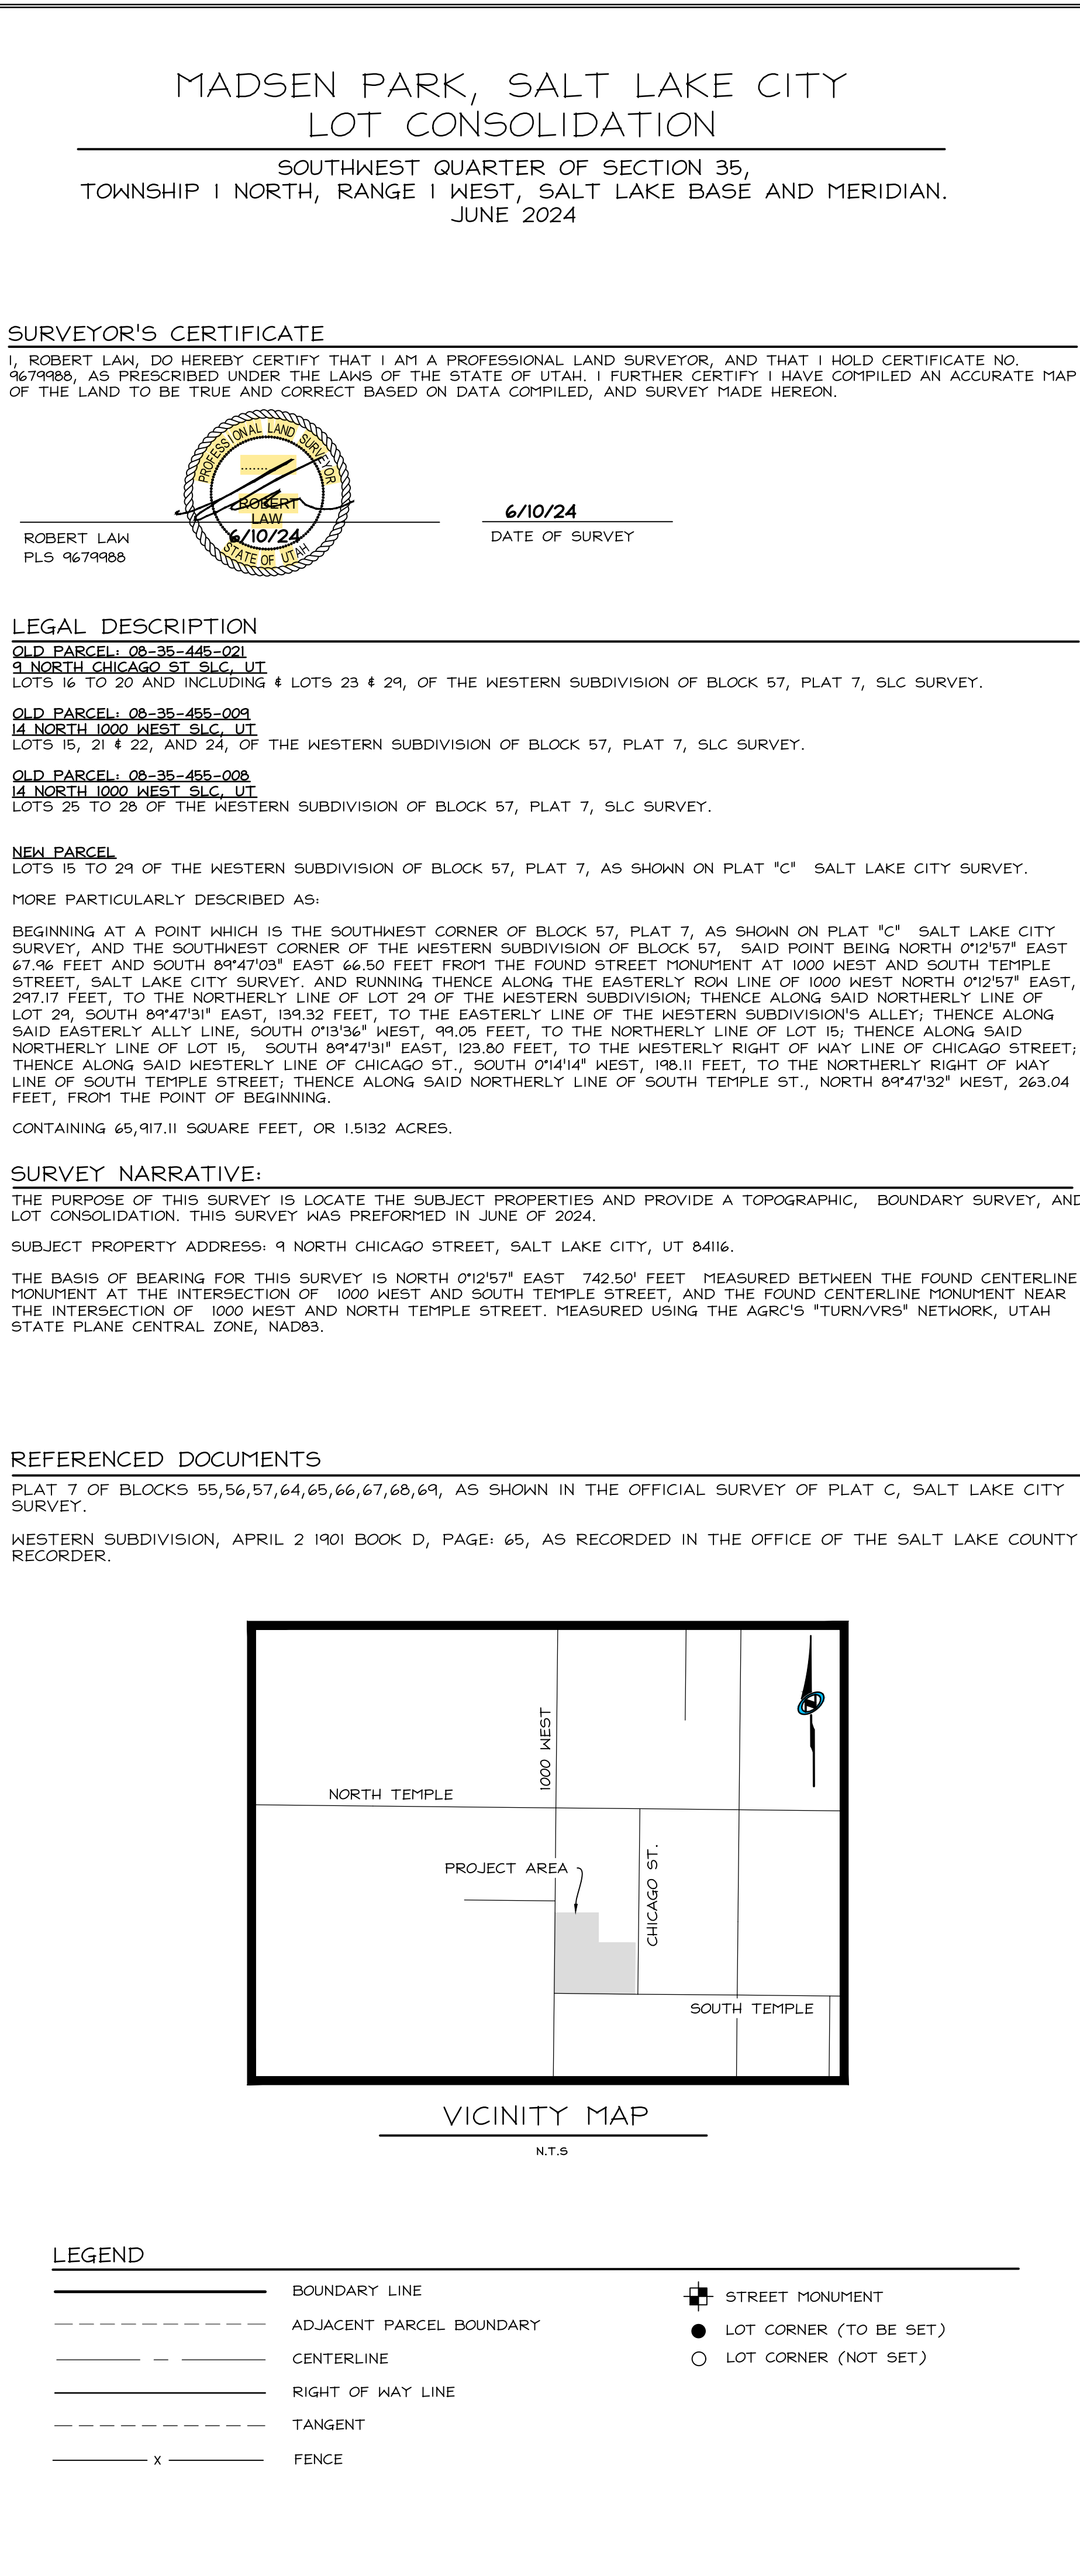 MADSEN PARK, SALT LAKE CITY
LOT CONSOLIDATION
SOUTHWEST QUARTER OF SECTION 35,
TOWNSHIP 1 NORTH, RANGE 1 WEST, SALT LAKE BASE AND MERIDIAN.
JUNE 2024
SURVEYOR'S CERTIFICATE
I, ROBERT LAW, DO HEREBY CERTIFY THAT I AM A PROFESSIONAL LAND SURVEYOR, AND THAT I HOLD CERTIFICATE NO.
9679988, AS PRESCRIBED UNDER THE LAWS OF THE STATE OF UTAH. I FURTHER CERTIFY I HAVE COMPILED AN ACCURATE MAP
OF THE LAND TO BE TRUE AND CORRECT BASED ON DATA COMPILED, AND SURVEY MADE HEREON.
PROFESSIONAL LAND SURVEYOR
........
ROBERT
LAW
6/10/24
STATE OF UTAH
ROBERT LAW
PLS 9679988
6/10/24
DATE OF SURVEY
LEGAL DESCRIPTION
OLD PARCEL: 08-35-445-021
9 NORTH CHICAGO ST SLC, UT
LOTS 16 TO 20 AND INCLUDING & LOTS 23 & 29, OF THE WESTERN SUBDIVISION OF BLOCK 57, PLAT 7, SLC SURVEY.
OLD PARCEL: 08-35-455-009
14 NORTH 1000 WEST SLC, UT
LOTS 15, 21 & 22, AND 24, OF THE WESTERN SUBDIVISION OF BLOCK 57, PLAT 7, SLC SURVEY.
OLD PARCEL: 08-35-455-008
14 NORTH 1000 WEST SLC, UT
LOTS 25 TO 28 OF THE WESTERN SUBDIVISION OF BLOCK 57, PLAT 7, SLC SURVEY.
NEW PARCEL
LOTS 15 TO 29 OF THE WESTERN SUBDIVISION OF BLOCK 57, PLAT 7, AS SHOWN ON PLAT "C" SALT LAKE CITY SURVEY.
MORE PARTICULARLY DESCRIBED AS:
BEGINNING AT A POINT WHICH IS THE SOUTHWEST CORNER OF BLOCK 57, PLAT 7, AS SHOWN ON PLAT "C" SALT LAKE CITY
SURVEY, AND THE SOUTHWEST CORNER OF THE WESTERN SUBDIVISION OF BLOCK 57, SAID POINT BEING NORTH 0°12'57" EAST
67.96 FEET AND SOUTH 89°47'03" EAST 66.50 FEET FROM THE FOUND STREET MONUMENT AT 1000 WEST AND SOUTH TEMPLE
STREET, SALT LAKE CITY SURVEY. AND RUNNING THENCE ALONG THE EASTERLY ROW LINE OF 1000 WEST NORTH 0°12'57" EAST,
297.17 FEET, TO THE NORTHERLY LINE OF LOT 29 OF THE WESTERN SUBDIVISION; THENCE ALONG SAID NORTHERLY LINE OF
LOT 29, SOUTH 89°47'31" EAST, 139.32 FEET, TO THE EASTERLY LINE OF THE WESTERN SUBDIVISION'S ALLEY; THENCE ALONG
SAID EASTERLY ALLY LINE, SOUTH 0°13'36" WEST, 99.05 FEET, TO THE NORTHERLY LINE OF LOT 15; THENCE ALONG SAID
NORTHERLY LINE OF LOT 15, SOUTH 89°47'31" EAST, 123.80 FEET, TO THE WESTERLY RIGHT OF WAY LINE OF CHICAGO STREET;
THENCE ALONG SAID WESTERLY LINE OF CHICAGO ST., SOUTH 0°14'14" WEST, 198.11 FEET, TO THE NORTHERLY RIGHT OF WAY
LINE OF SOUTH TEMPLE STREET; THENCE ALONG SAID NORTHERLY LINE OF SOUTH TEMPLE ST., NORTH 89°47'32" WEST, 263.04
FEET, FROM THE POINT OF BEGINNING.
CONTAINING 65,917.11 SQUARE FEET, OR 1.5132 ACRES.
SURVEY NARRATIVE:
THE PURPOSE OF THIS SURVEY IS LOCATE THE SUBJECT PROPERTIES AND PROVIDE A TOPOGRAPHIC, BOUNDARY SURVEY, AND
LOT CONSOLIDATION. THIS SURVEY WAS PREFORMED IN JUNE OF 2024.
SUBJECT PROPERTY ADDRESS: 9 NORTH CHICAGO STREET, SALT LAKE CITY, UT 84116.
THE BASIS OF BEARING FOR THIS SURVEY IS NORTH 0°12'57" EAST 742.50' FEET MEASURED BETWEEN THE FOUND CENTERLINE
MONUMENT AT THE INTERSECTION OF 1000 WEST AND SOUTH TEMPLE STREET, AND THE FOUND CENTERLINE MONUMENT NEAR
THE INTERSECTION OF 1000 WEST AND NORTH TEMPLE STREET. MEASURED USING THE AGRC'S "TURN/VRS" NETWORK, UTAH
STATE PLANE CENTRAL ZONE, NAD83.
REFERENCED DOCUMENTS
PLAT 7 OF BLOCKS 55,56,57,64,65,66,67,68,69, AS SHOWN IN THE OFFICIAL SURVEY OF PLAT C, SALT LAKE CITY
SURVEY.
WESTERN SUBDIVISION, APRIL 2 1901 BOOK D, PAGE: 65, AS RECORDED IN THE OFFICE OF THE SALT LAKE COUNTY
RECORDER.
1000 WEST
NORTH TEMPLE
PROJECT AREA
CHICAGO ST.
SOUTH TEMPLE
VICINITY MAP
N.T.S
LEGEND
BOUNDARY LINE
ADJACENT PARCEL BOUNDARY
CENTERLINE
RIGHT OF WAY LINE
TANGENT
X
FENCE
STREET MONUMENT
LOT CORNER (TO BE SET)
LOT CORNER (NOT SET)